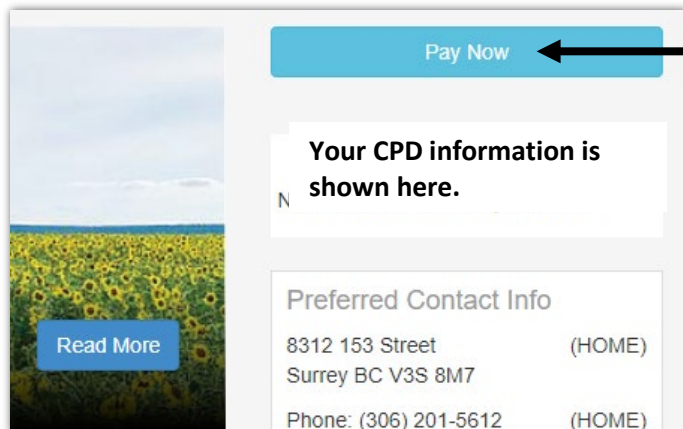 Pay Now
Your CPD information is
shown here.
N
Read More
Preferred Contact Info
8312 153 Street (HOME)
Surrey BC V3S 8M7
Phone: (306) 201-5612 (HOME)